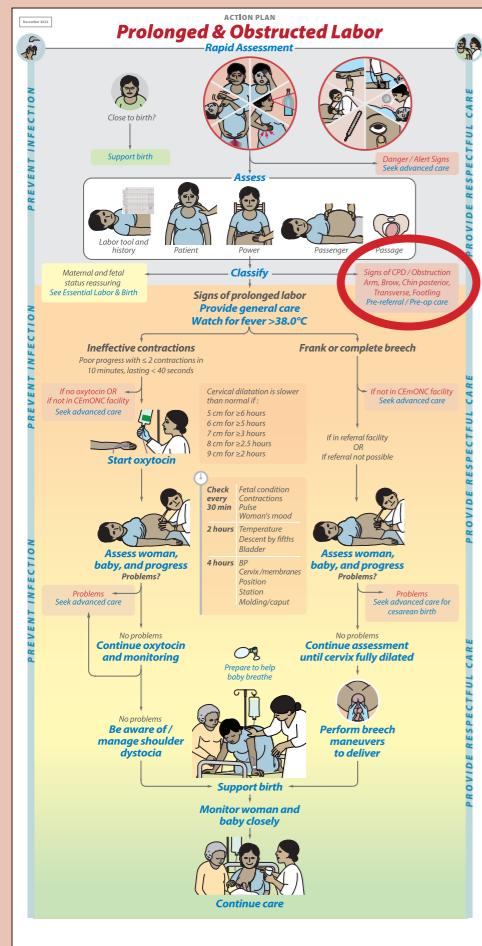 December 2023
ACTION PLAN
Prolonged & Obstructed Labor
Rapid Assessment
Close to birth?
Support birth
Danger / Alert Signs
Seek advanced care
Assess
Labor tool and
history
Patient
Power
Passenger
Passage
Maternal and fetal
status reassuring
See Essential Labor & Birth
Classify
Signs of CPD / Obstruction
Arm, Brow, Chin posterior,
Transverse, Footling
Pre-referral / Pre-op care
Signs of prolonged labor
Provide general care
Watch for fever >38.0°C
Ineffective contractions
Poor progress with ≤ 2 contractions in
10 minutes, lasting < 40 seconds
Frank or complete breech
If no oxytocin OR
if not in CEmONC facility
Seek advanced care
Cervical dilatation is slower
than normal if :
5 cm for ≥6 hours
6 cm for ≥5 hours
7 cm for ≥3 hours
8 cm for ≥2.5 hours
9 cm for ≥2 hours
If not in CEmONC facility
Seek advanced care
If in referral facility
OR
If referral not possible
Start oxytocin
Check
every
30 min
Fetal condition
Contractions
Pulse
Woman's mood
2 hours
Temperature
Descent by fifths
Bladder
4 hours
BP
Cervix/membranes
Position
Station
Molding/caput
Assess woman,
baby, and progress
Problems?
Assess woman,
baby, and progress
Problems?
Problems
Seek advanced care
Problems
Seek advanced care for
cesarean birth
No problems
Continue oxytocin
and monitoring
No problems
Continue assessment
until cervix fully dilated
Prepare to help
baby breathe
No problems
Be aware of /
manage shoulder
dystocia
Perform breech
maneuvers
to deliver
Support birth
Monitor woman and
baby closely
Continue care
PREVENT INFECTION
PREVENT INFECTION
PREVENT INFECTION
PROVIDE RESPECTFUL CARE
PROVIDE RESPECTFUL CARE
PROVIDE RESPECTFUL CARE